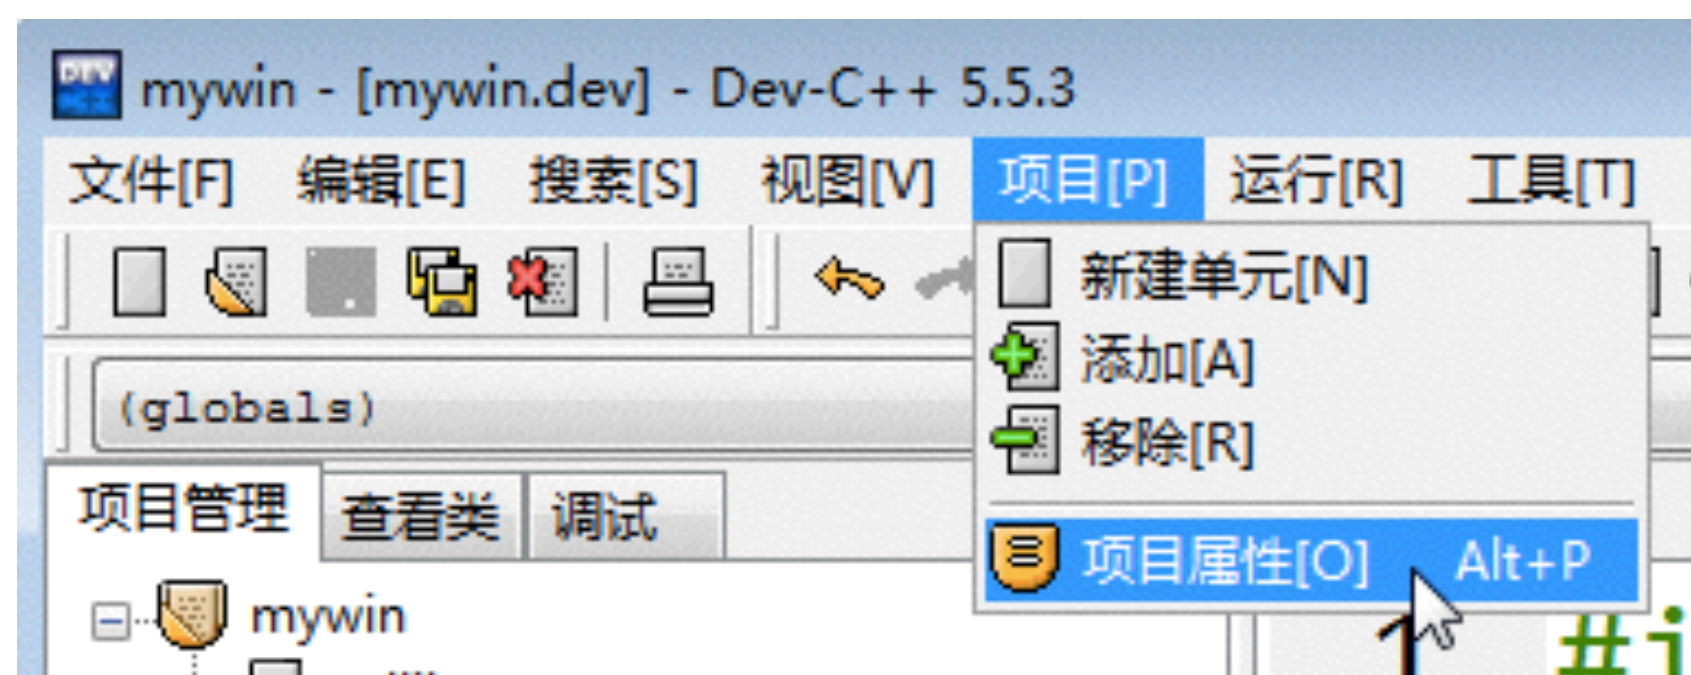 mywin - [mywin.dev] - Dev-C++ 5.5.3
文件[F] 编辑[E] 搜索[S] 视图[V] 项目[P] 运行[R] 工具[T]
新建单元[N]
添加[A]
(globals)
移除[R]
项目管理 查看类 调试
项目属性[O] Alt+P
mywin
1 #i